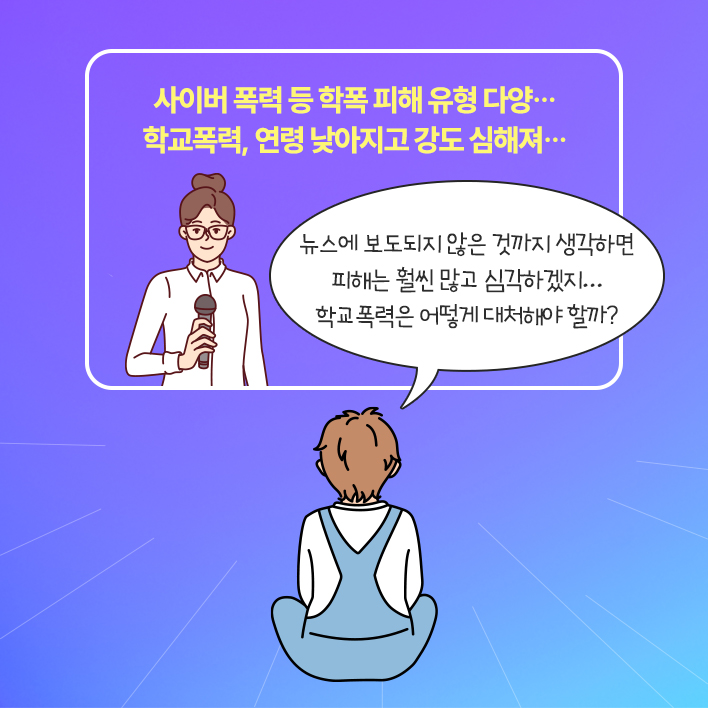 사이버 폭력 등 학폭 피해 유형 다양…
학교폭력, 연령 낮아지고 강도 심해져…
뉴스에 보도되지 않은 것까지 생각하면
피해는 훨씬 많고 심각하겠지...
학교 폭력은 어떻게 대처해야 할까?